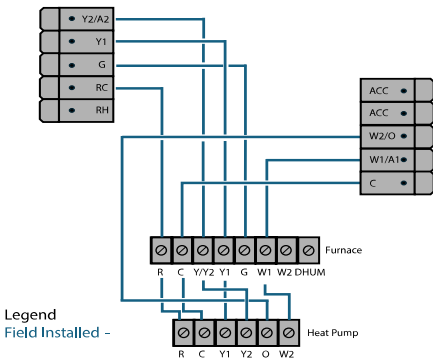 Y2/A2
Y1
G
RC
RH
ACC
ACC
W2/O
W1/A1
C
Furnace
R C Y/Y2 Y1 G W1 W2 DHUM
Legend
Field Installed -
Heat Pump
R C Y1 Y2 O W2